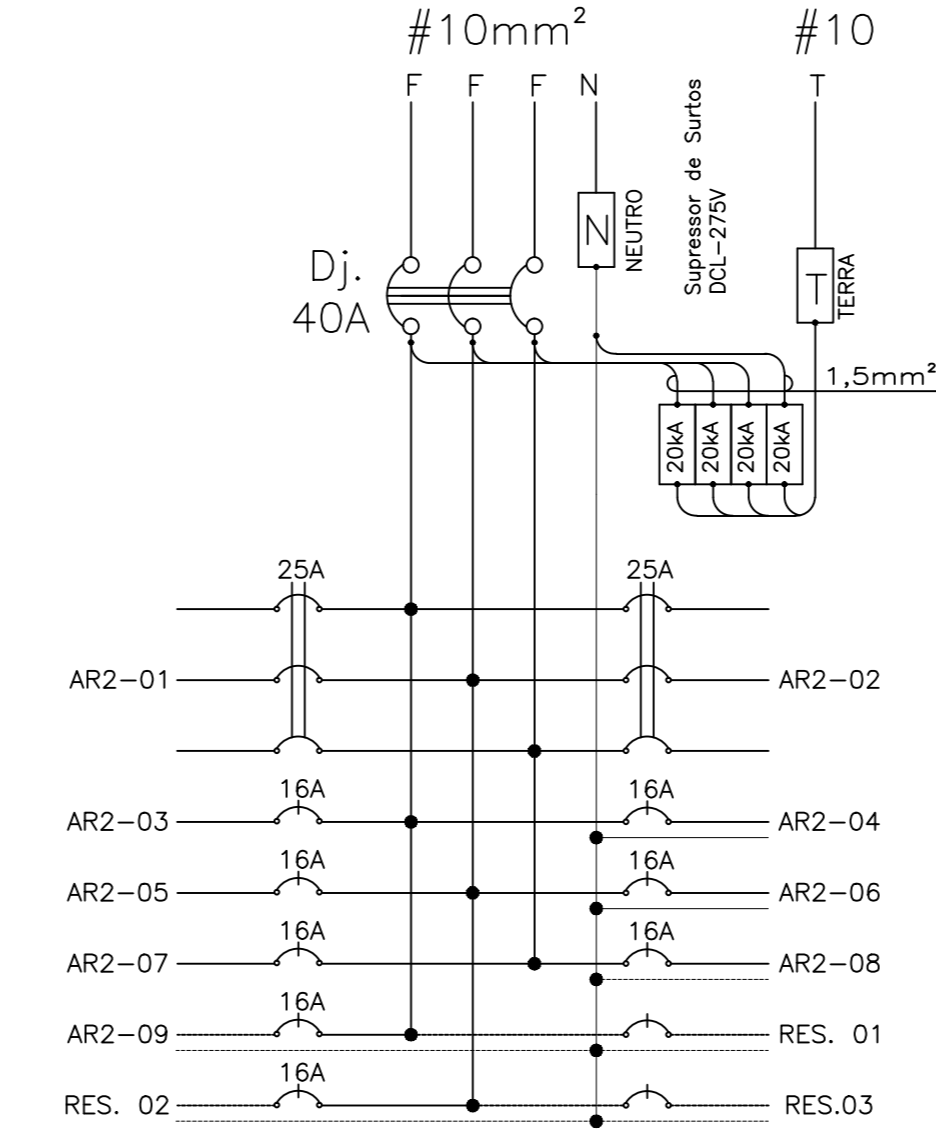 #10mm² #10
F F F N T
Supressor de Surtos
DCL-275V
N
NEUTRO
T
TERRA
Dj.
40A
1,5mm²
20kA 20kA 20kA 20kA
25A 25A
AR2-01 AR2-02
16A 16A
AR2-03 AR2-04
16A 16A
AR2-05 AR2-06
16A 16A
AR2-07 AR2-08
16A
AR2-09 RES. 01
16A
RES. 02 RES.03